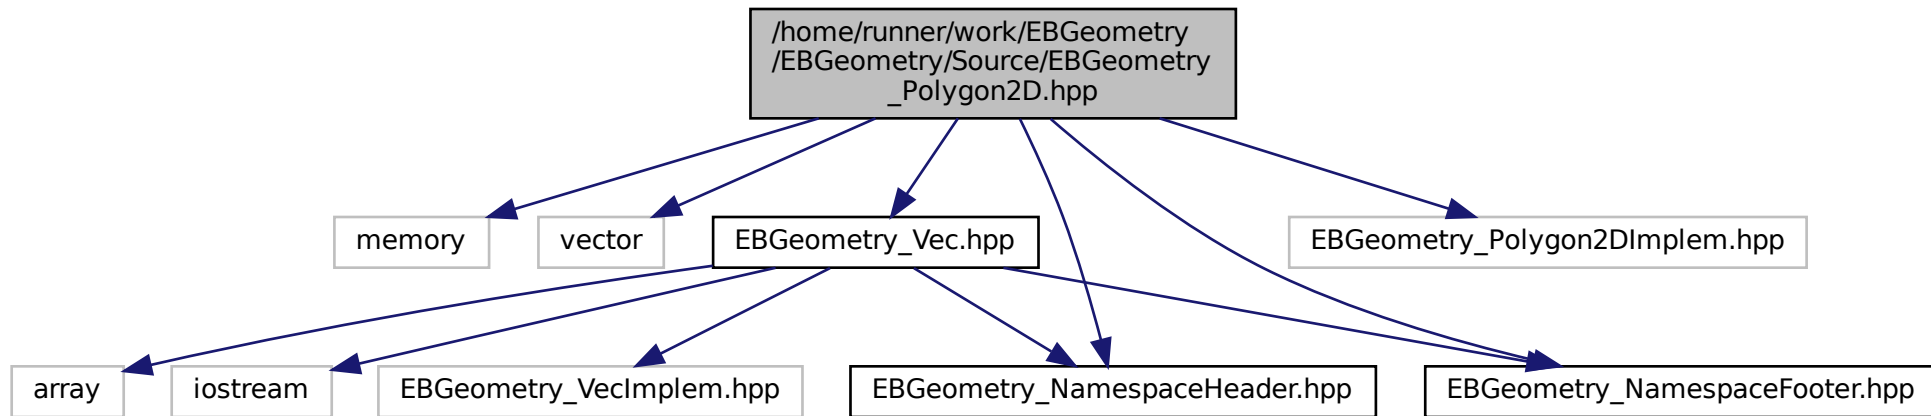 /home/runner/work/EBGeometry
/EBGeometry/Source/EBGeometry
_Polygon2D.hpp
memory
vector
EBGeometry_Vec.hpp
EBGeometry_Polygon2DImplem.hpp
array
iostream
EBGeometry_VecImplem.hpp
EBGeometry_NamespaceHeader.hpp
EBGeometry_NamespaceFooter.hpp